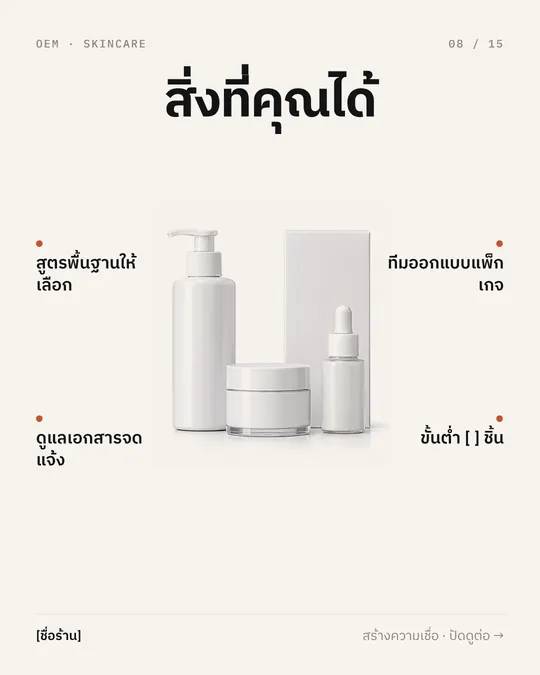 OEM · SKINCARE
08 / 15
สิ่งที่คุณได้
สูตรพื้นฐานให้
เลือก
ทีมออกแบบแพ็ก
เกจ
ดูแลเอกสารจด
แจ้ง
ขั้นต่ำ [ ] ชิ้น
[ชื่อร้าน]
สร้างความเชื่อ · ปัดดูต่อ →